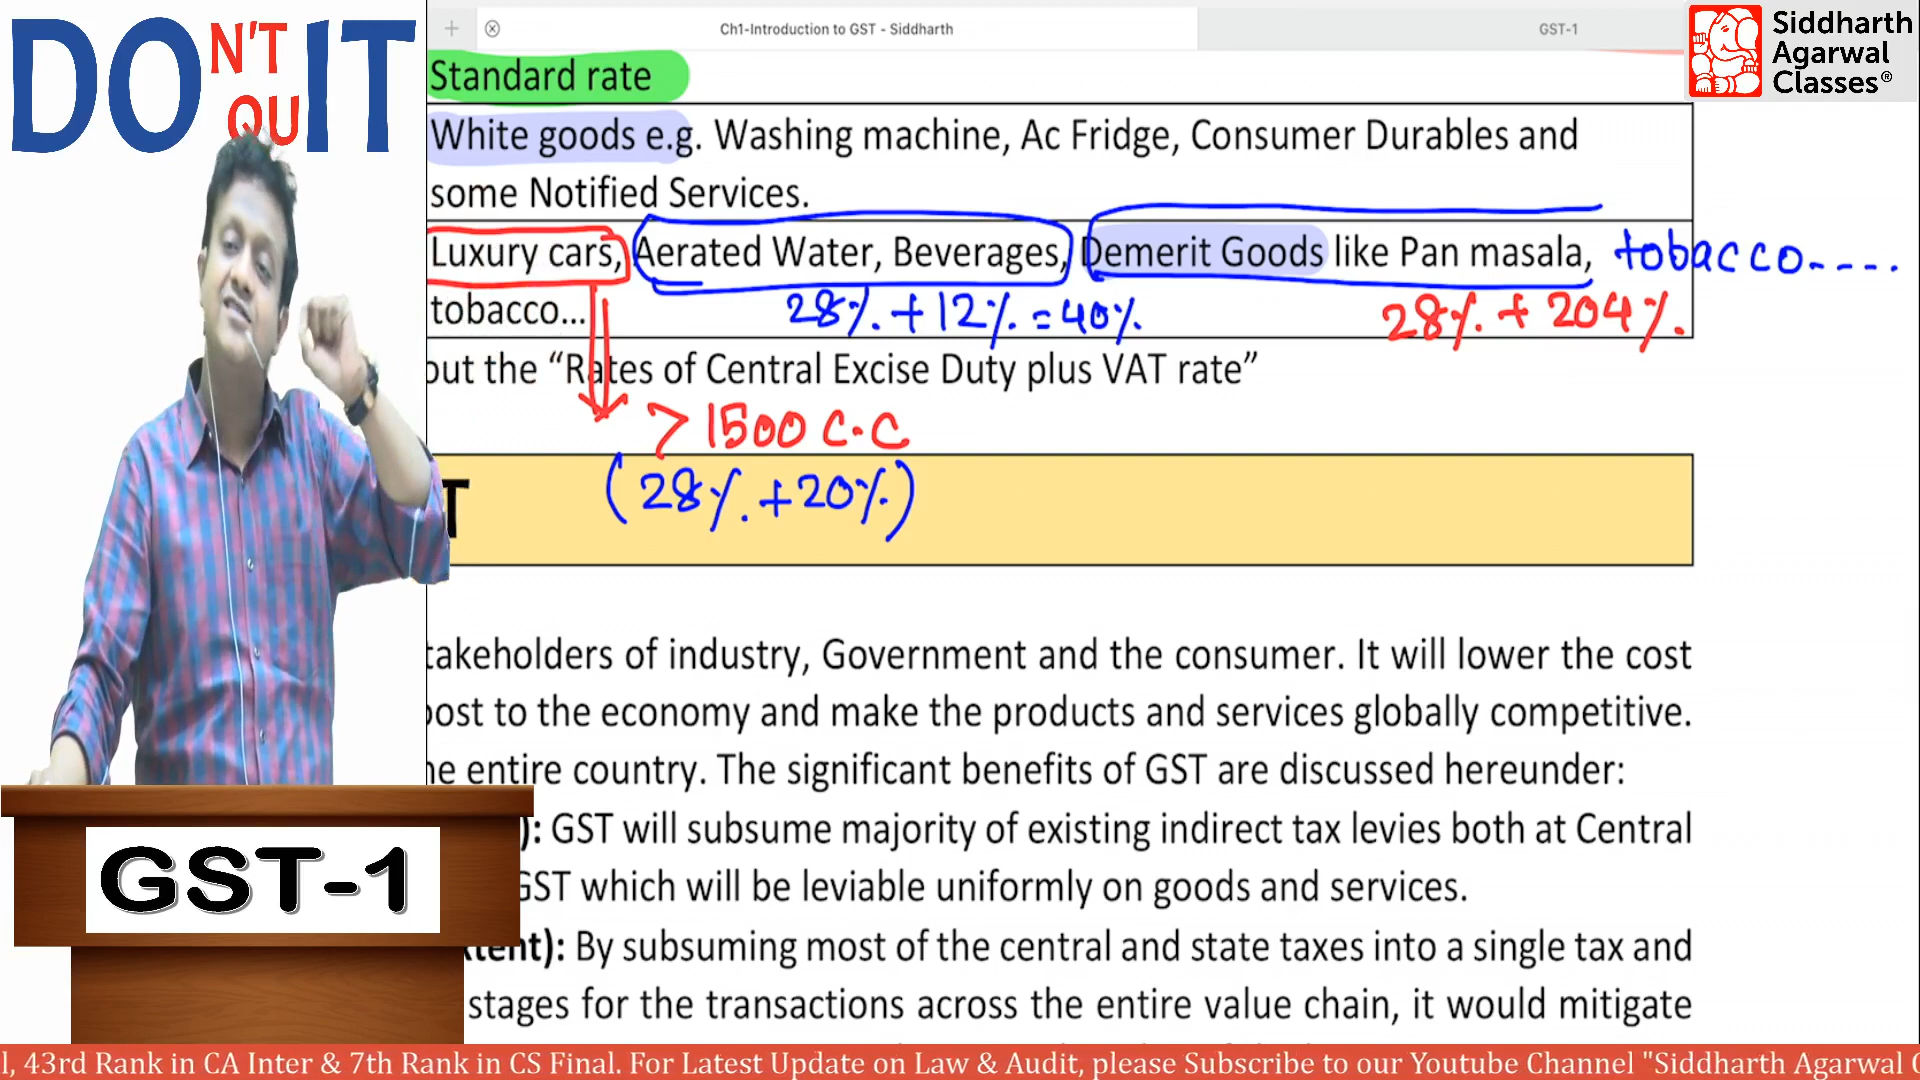 DON'T QUIT
Ch1-Introduction to GST - Siddharth
GST-1
Siddharth
Agarwal
Classes®
Standard rate
White goods e.g. Washing machine, Ac Fridge, Consumer Durables and
some Notified Services.
Luxury cars, Aerated Water, Beverages, Demerit Goods like Pan masala, tobacco----
tobacco... 28% + 12% = 40% 28% + 204%
out the “Rates of Central Excise Duty plus VAT rate”
> 1500 C.C
(28% + 20%)
T
takeholders of industry, Government and the consumer. It will lower the cost
ost to the economy and make the products and services globally competitive.
he entire country. The significant benefits of GST are discussed hereunder:
): GST will subsume majority of existing indirect tax levies both at Central
GST which will be leviable uniformly on goods and services.
xtent): By subsuming most of the central and state taxes into a single tax and
stages for the transactions across the entire value chain, it would mitigate
GST-1
l, 43rd Rank in CA Inter & 7th Rank in CS Final. For Latest Update on Law & Audit, please Subscribe to our Youtube Channel "Siddharth Agarwal